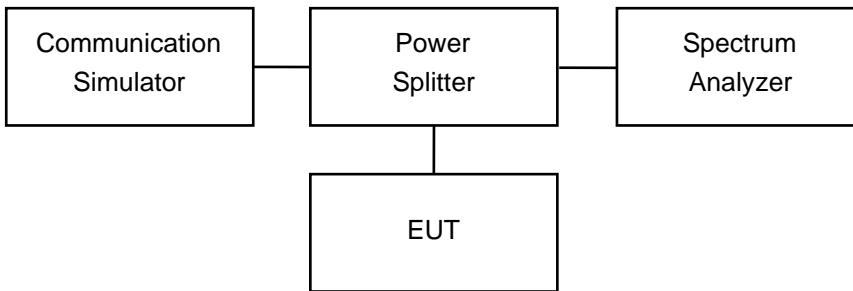 Communication
Simulator
Power
Splitter
Spectrum
Analyzer
EUT